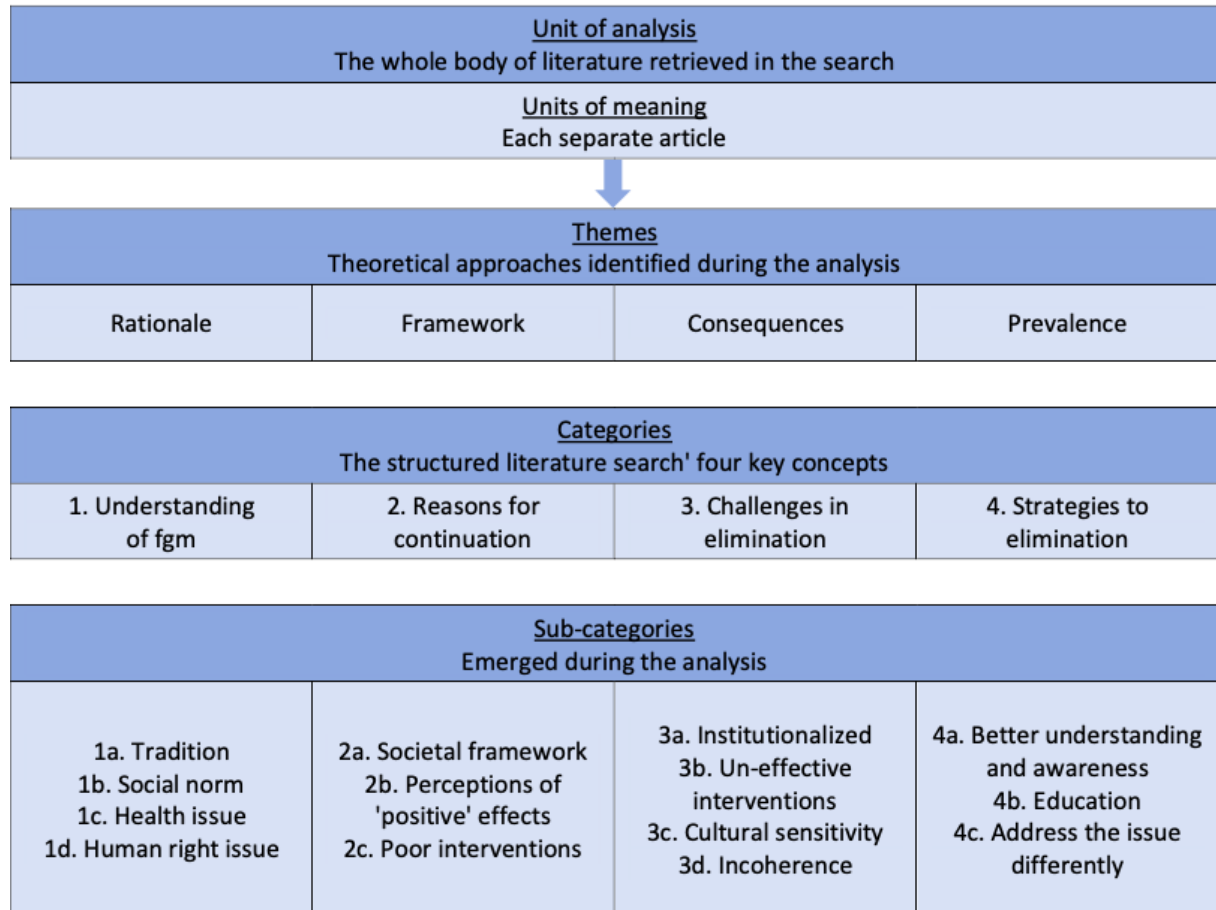 Unit of analysis
The whole body of literature retrieved in the search
Units of meaning
Each separate article
Themes
Theoretical approaches identified during the analysis
Rationale
Framework
Consequences
Prevalence
Categories
The structured literature search' four key concepts
1. Understanding
of fgm
2. Reasons for
continuation
3. Challenges in
elimination
4. Strategies to
elimination
Sub-categories
Emerged during the analysis
1a. Tradition
1b. Social norm
1c. Health issue
1d. Human right issue
2a. Societal framework
2b. Perceptions of
'positive' effects
2c. Poor interventions
3a. Institutionalized
3b. Un-effective
interventions
3c. Cultural sensitivity
3d. Incoherence
4a. Better understanding
and awareness
4b. Education
4c. Address the issue
differently